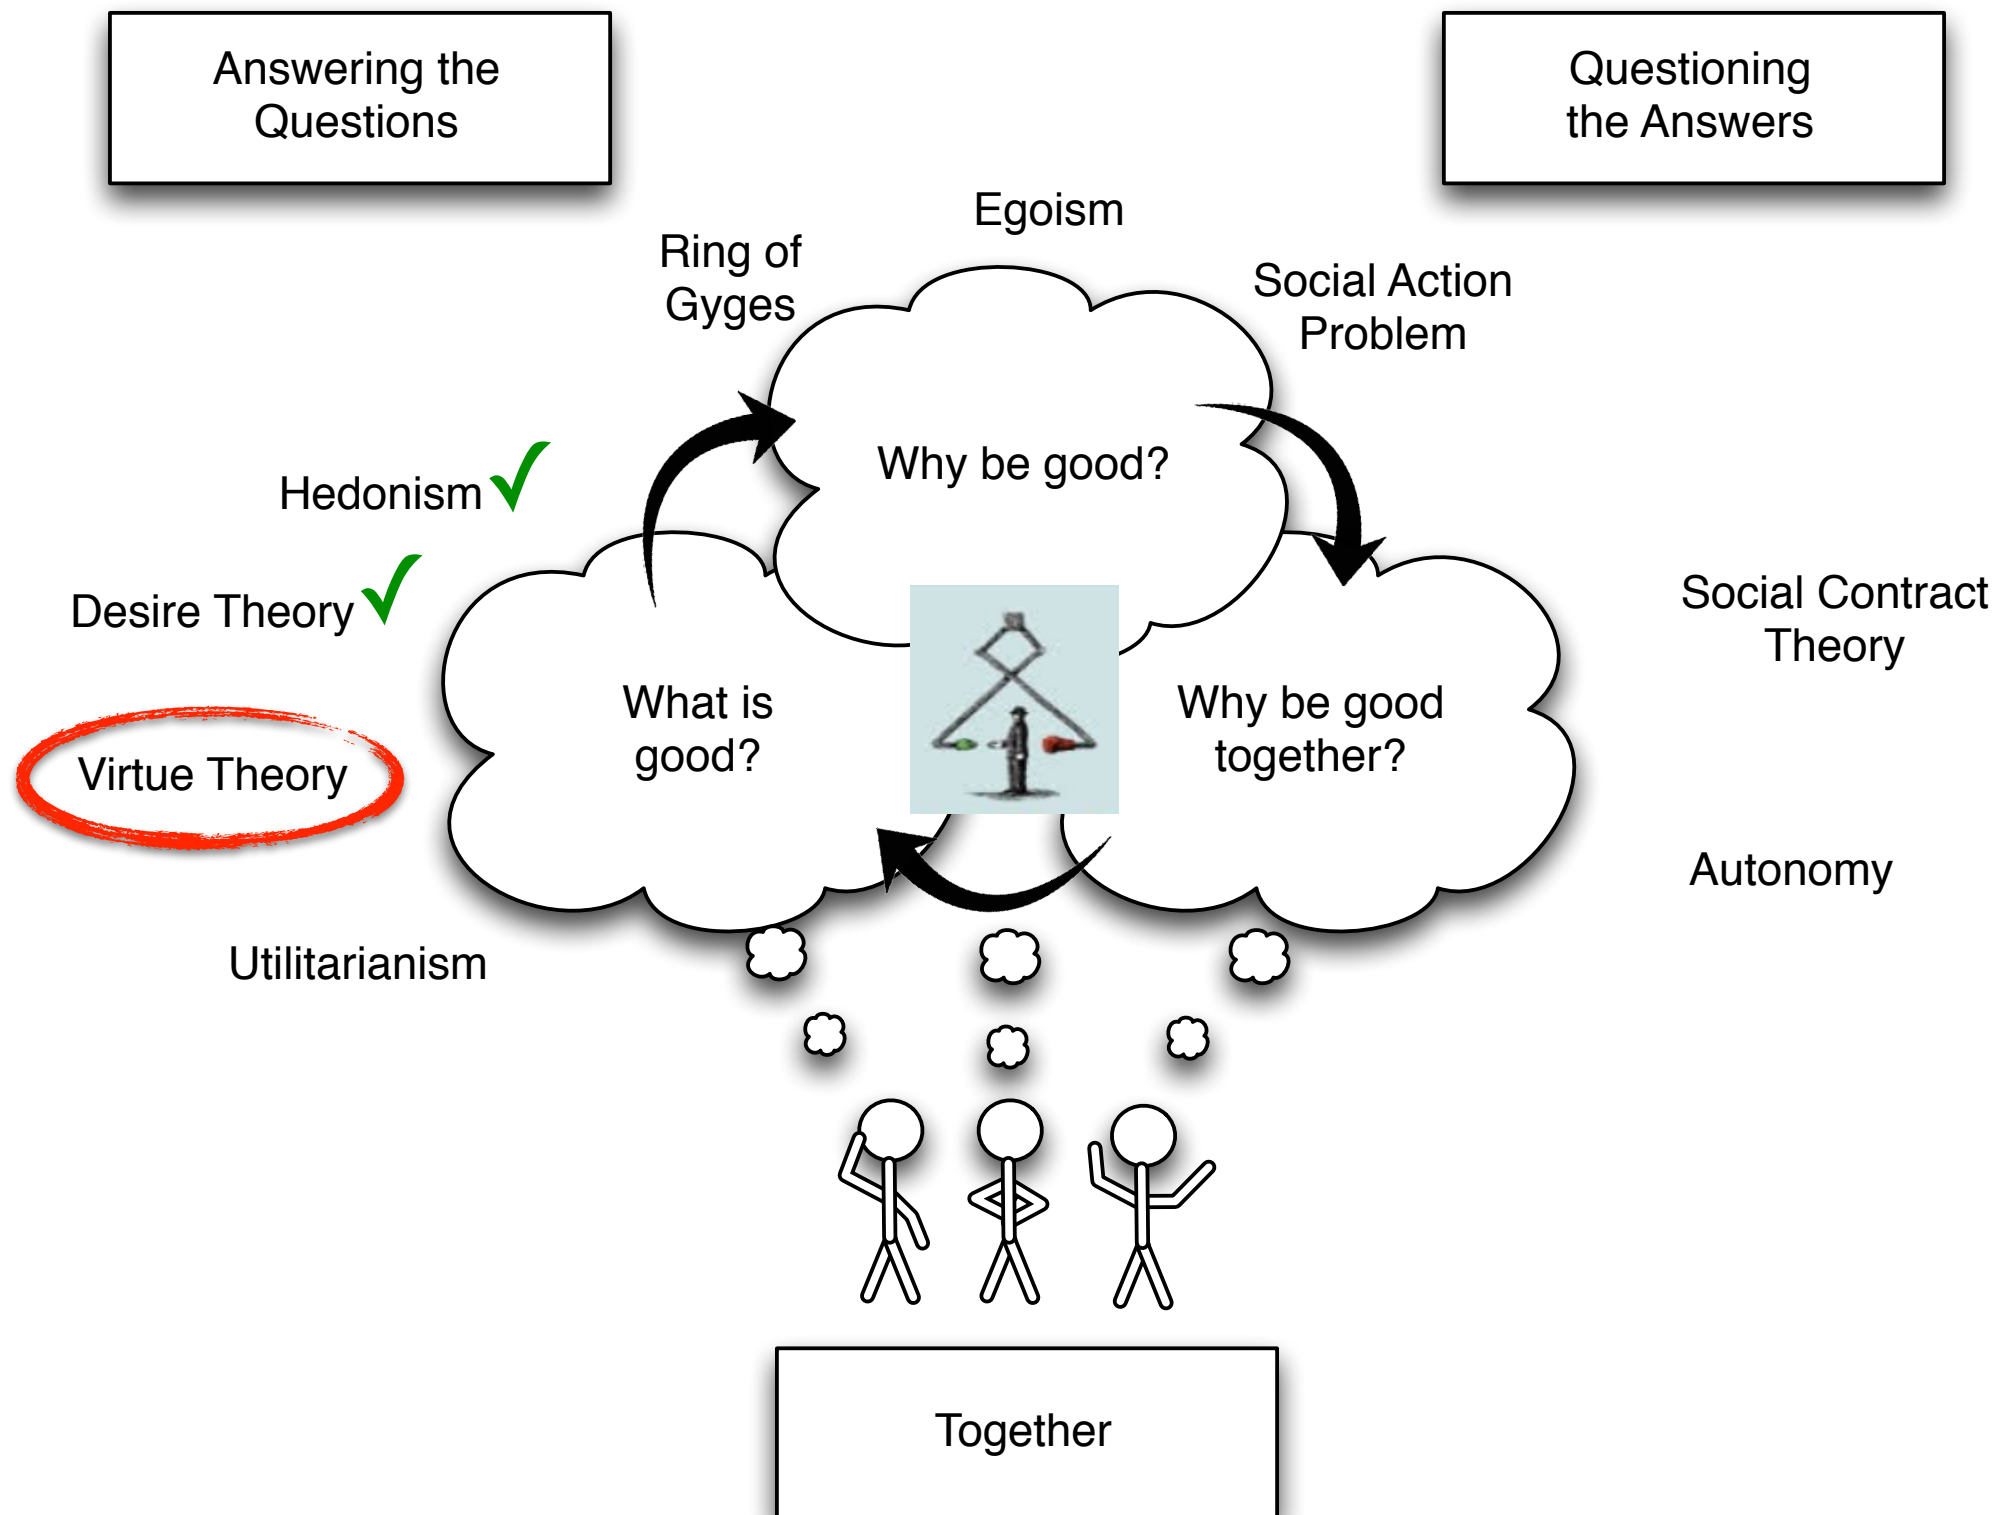 Answering the
Questions
Questioning
the Answers
Egoism
Ring of
Gyges
Social Action
Problem
Why be good?
Hedonism
Desire Theory
Social Contract
Theory
What is
good?
Why be good
together?
Virtue Theory
Autonomy
Utilitarianism
Together